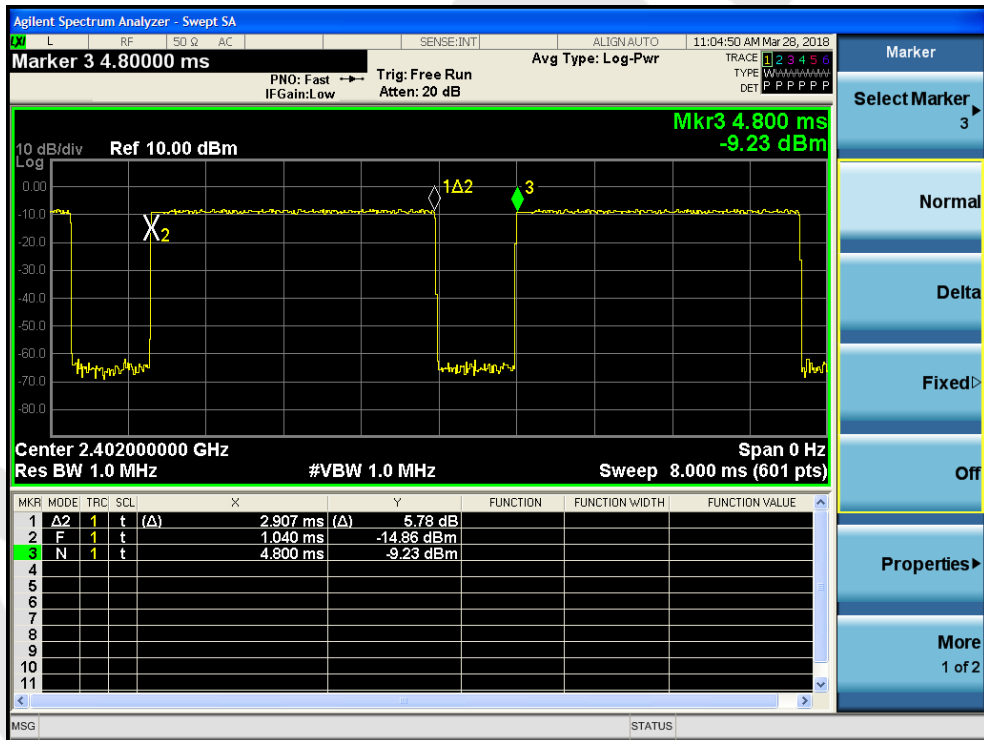 Agilent Spectrum Analyzer - Swept SA
LXI L RF 50 Ω AC SENSE:INT ALIGNAUTO 11:04:50 AM Mar 28, 2018
Marker 3 4.80000 ms
PNO: Fast
IFGain:Low
Trig: Free Run
Atten: 20 dB
Avg Type: Log-Pwr
TRACE 1 2 3 4 5 6
TYPE WWWWWW
DET P P P P P P
Mkr3 4.800 ms
-9.23 dBm
10 dB/div Ref 10.00 dBm
Log
0.00
-10.0
-20.0
-30.0
-40.0
-50.0
-60.0
-70.0
-80.0
1Δ2
3
2
Center 2.402000000 GHz Span 0 Hz
Res BW 1.0 MHz #VBW 1.0 MHz Sweep 8.000 ms (601 pts)
MKR MODE TRC SCL X Y FUNCTION FUNCTION WIDTH FUNCTION VALUE
1 Δ2 1 t (Δ) 2.907 ms (Δ) 5.78 dB
2 F 1 t 1.040 ms -14.86 dBm
3 N 1 t 4.800 ms -9.23 dBm
4
5
6
7
8
9
10
11
MSG STATUS
Marker
Select Marker
3
Normal
Delta
Fixed
Off
Properties
More
1 of 2